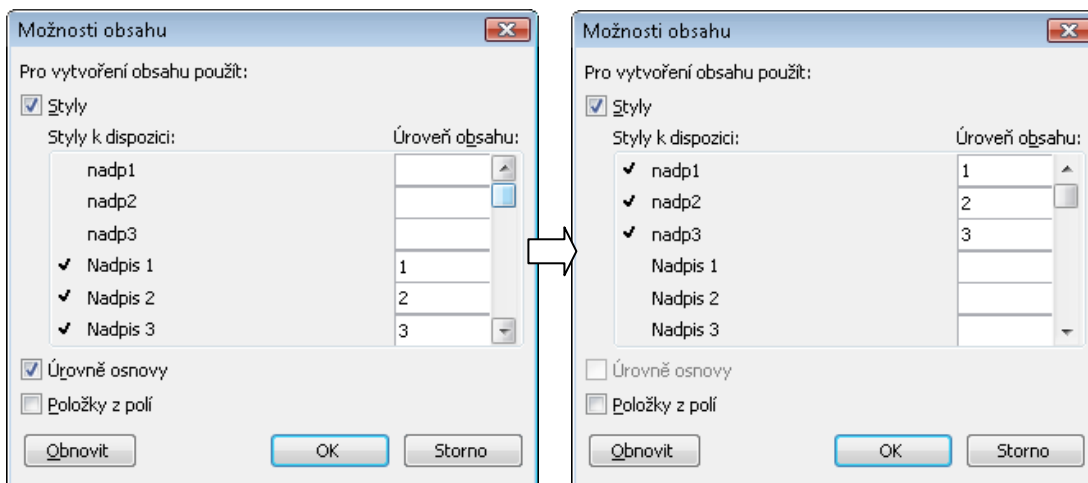 Možnosti obsahu
Pro vytvoření obsahu použít:
Styly
Styly k dispozici: Úroveň obsahu:
nadp1
nadp2
nadp3
Nadpis 1 1
Nadpis 2 2
Nadpis 3 3
Úrovně osnovy
Položky z polí
Obnovit OK Storno
Možnosti obsahu
Pro vytvoření obsahu použít:
Styly
Styly k dispozici: Úroveň obsahu:
nadp1 1
nadp2 2
nadp3 3
Nadpis 1
Nadpis 2
Nadpis 3
Úrovně osnovy
Položky z polí
Obnovit OK Storno